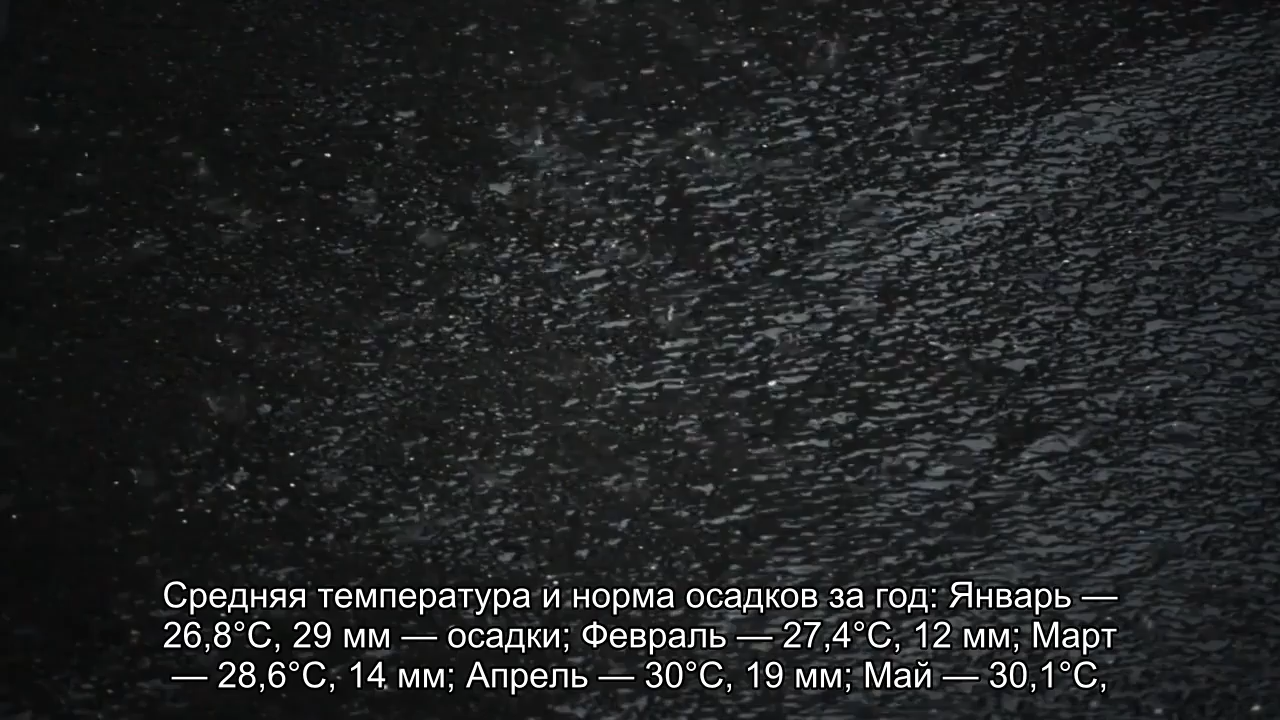 Средняя температура и норма осадков за год: Январь —
26,8°C, 29 мм — осадки; Февраль — 27,4°C, 12 мм; Март
— 28,6°C, 14 мм; Апрель — 30°C, 19 мм; Май — 30,1°C,